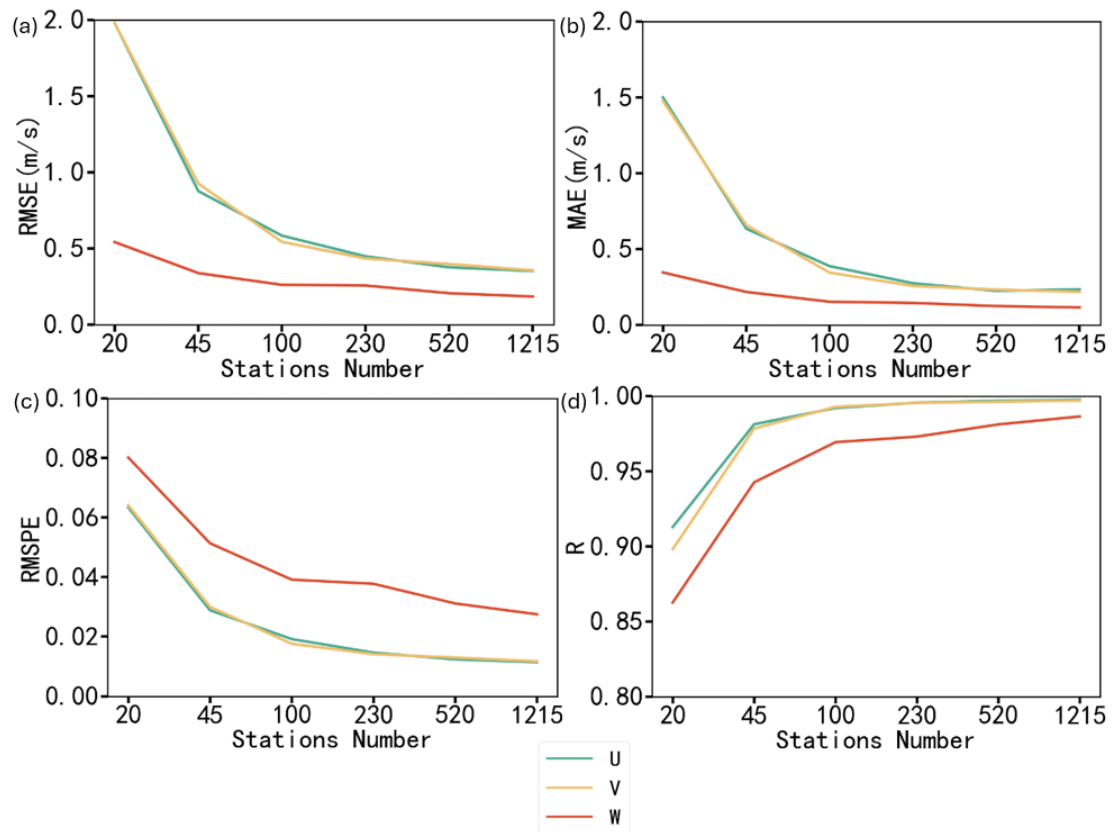 (a)
2.0
1.5
1.0
0.5
0.0
RMSE(m/s)
20 45 100 230 520 1215
Stations Number
(b)
2.0
1.5
1.0
0.5
0.0
MAE(m/s)
20 45 100 230 520 1215
Stations Number
(c)
0.10
0.08
0.06
0.04
0.02
0.00
RMSPE
20 45 100 230 520 1215
Stations Number
(d)
1.00
0.95
0.90
0.85
0.80
R
20 45 100 230 520 1215
Stations Number
U
V
W